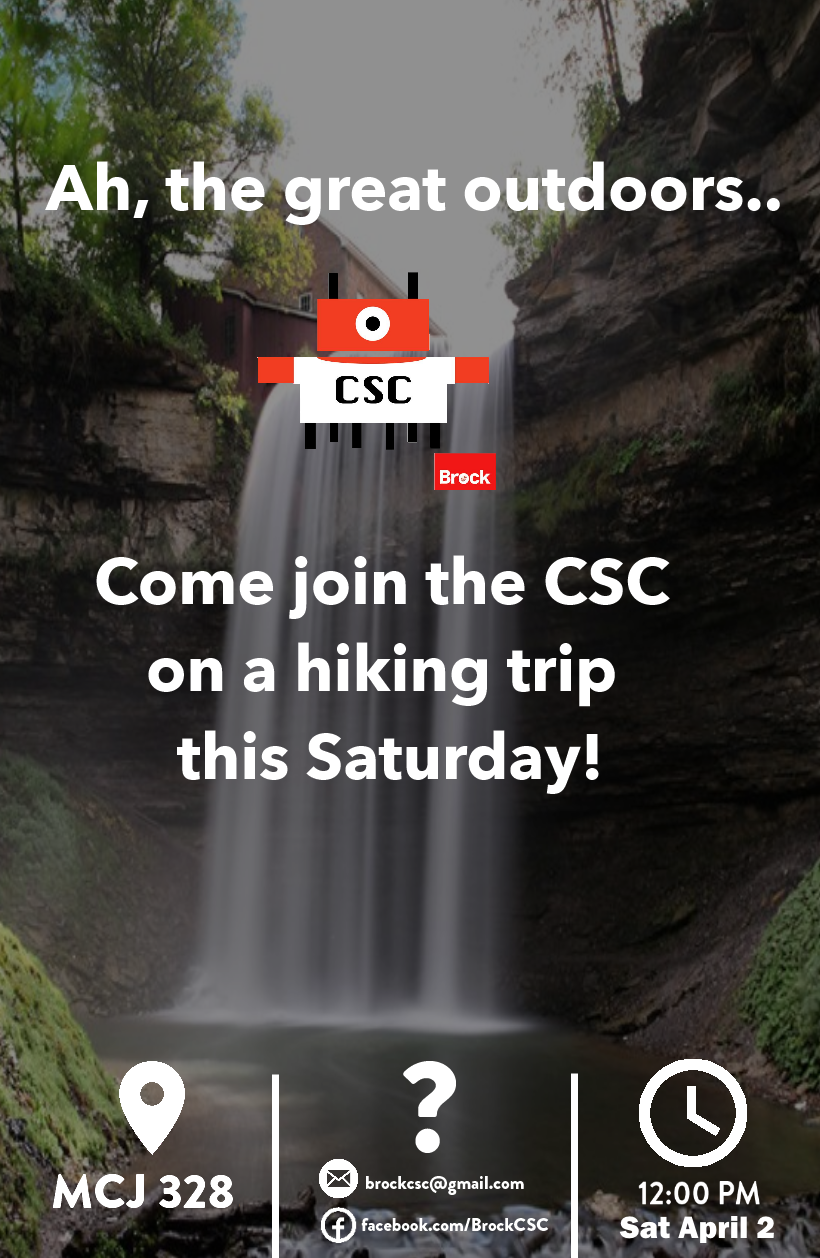 Ah, the great outdoors..
CSC
Brock
Come join the CSC
on a hiking trip
this Saturday!
MCJ 328
?
brockcsc@gmail.com
facebook.com/BrockCSC
12:00 PM
Sat April 2